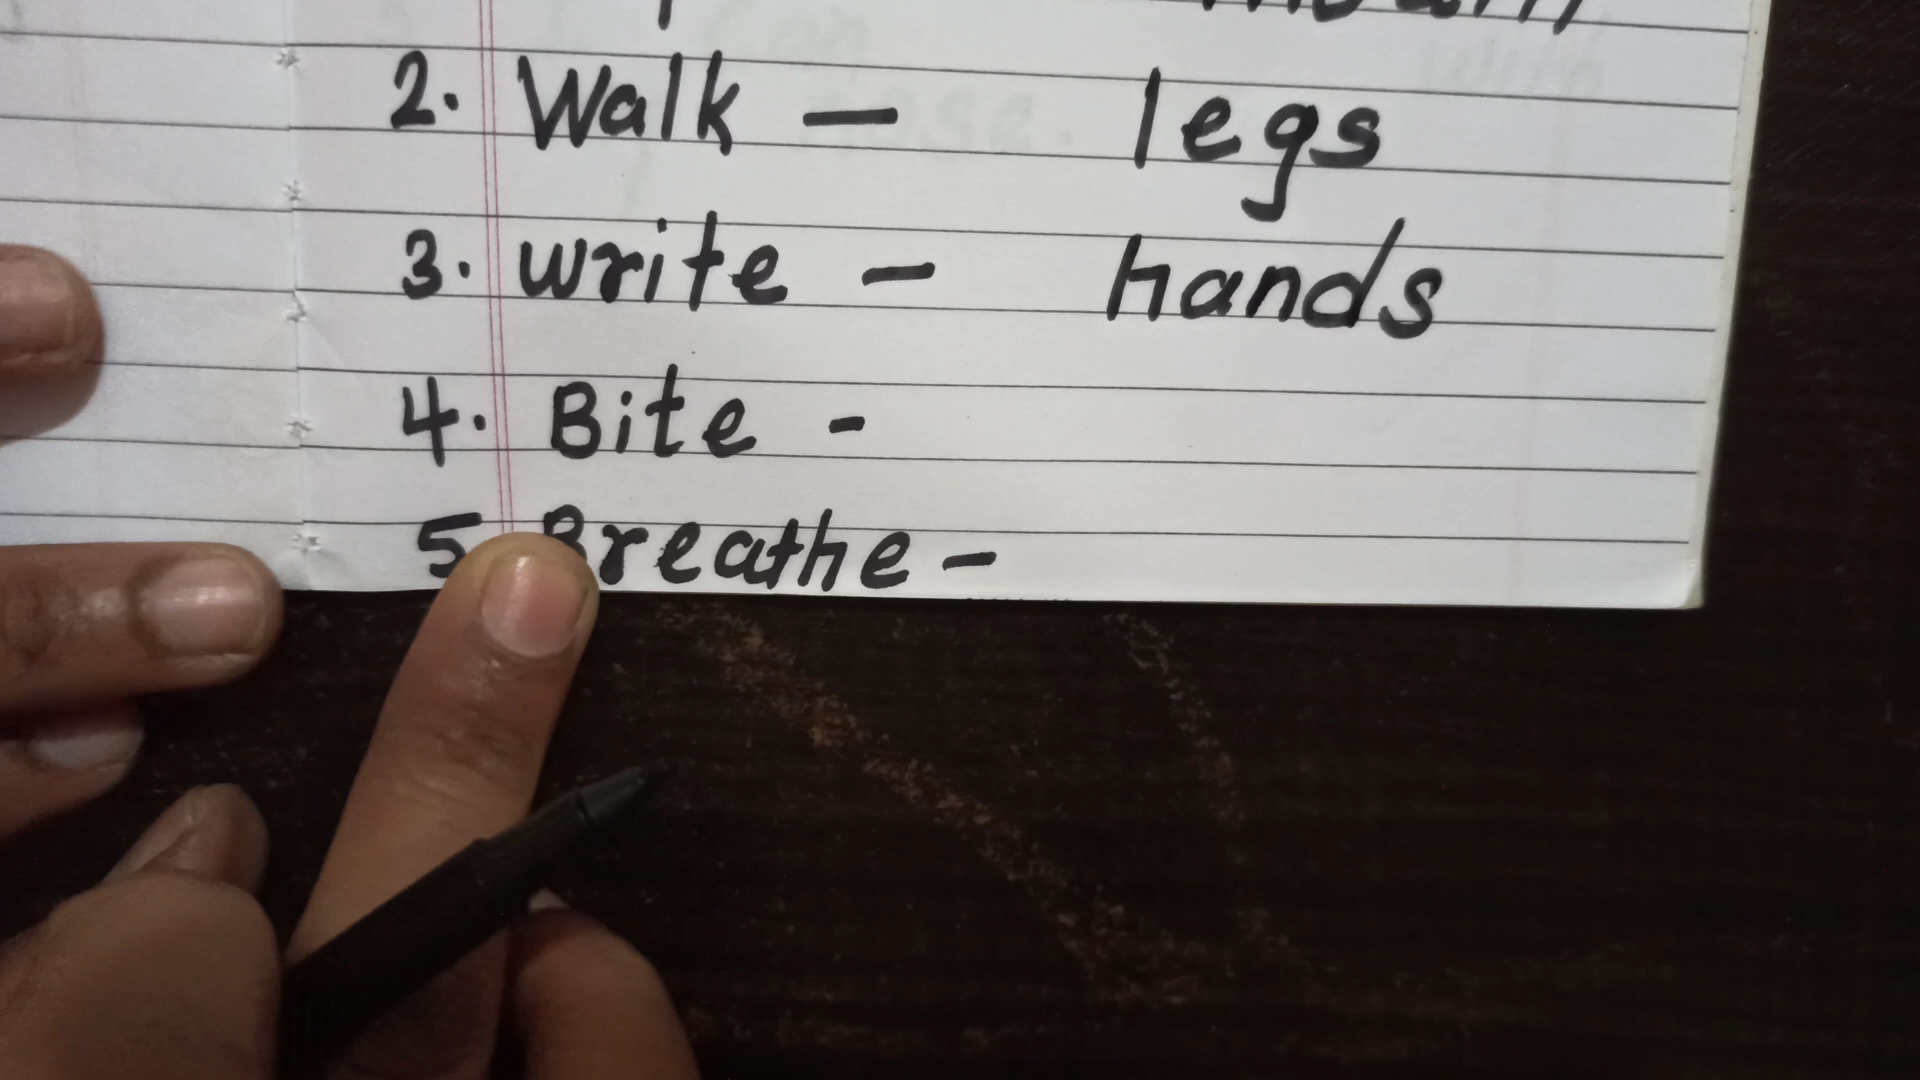 2. Walk — legs
3. write - hands
4. Bite -
5 Breathe -